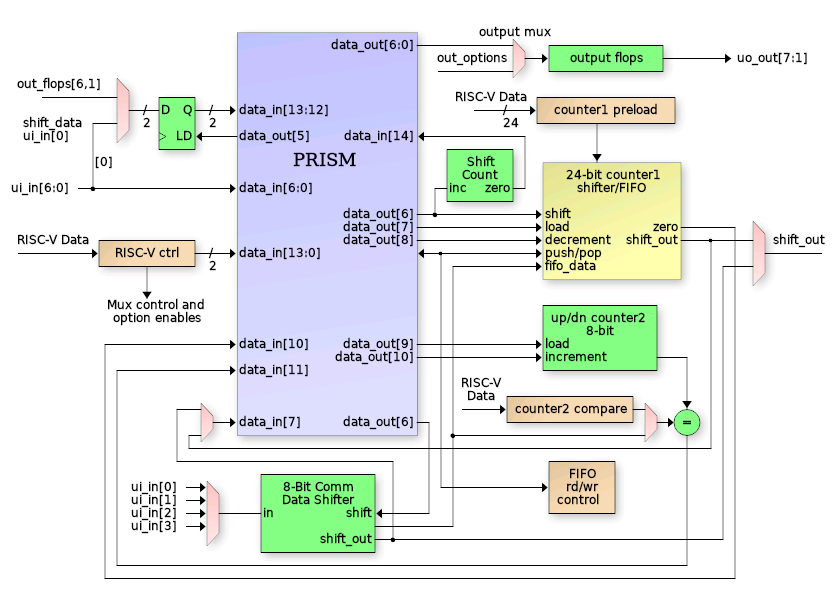 output mux
data_out[6:0]
out_options
output flops
uo_out[7:1]
out_flops[6,1]
RISC-V Data
24
counter1 preload
2
D Q
LD
2
data_in[13:12]
shift_data
ui_in[0]
data_out[5]
data_in[14]
[0]
PRISM
Shift
Count
inc zero
24-bit counter1
shifter/FIFO
ui_in[6:0]
data_in[6:0]
data_out[6]
shift
data_out[7]
load
zero
data_out[8]
decrement
shift_out
shift_out
push/pop
fifo_data
RISC-V Data
RISC-V ctrl
2
data_in[13:0]
Mux control and
option enables
up/dn counter2
8-bit
data_in[10]
data_out[9]
load
data_out[10]
increment
data_in[11]
RISC-V
Data
counter2 compare
=
data_in[7]
data_out[6]
FIFO
rd/wr
control
ui_in[0]
ui_in[1]
ui_in[2]
ui_in[3]
8-Bit Comm
Data Shifter
in
shift
shift_out